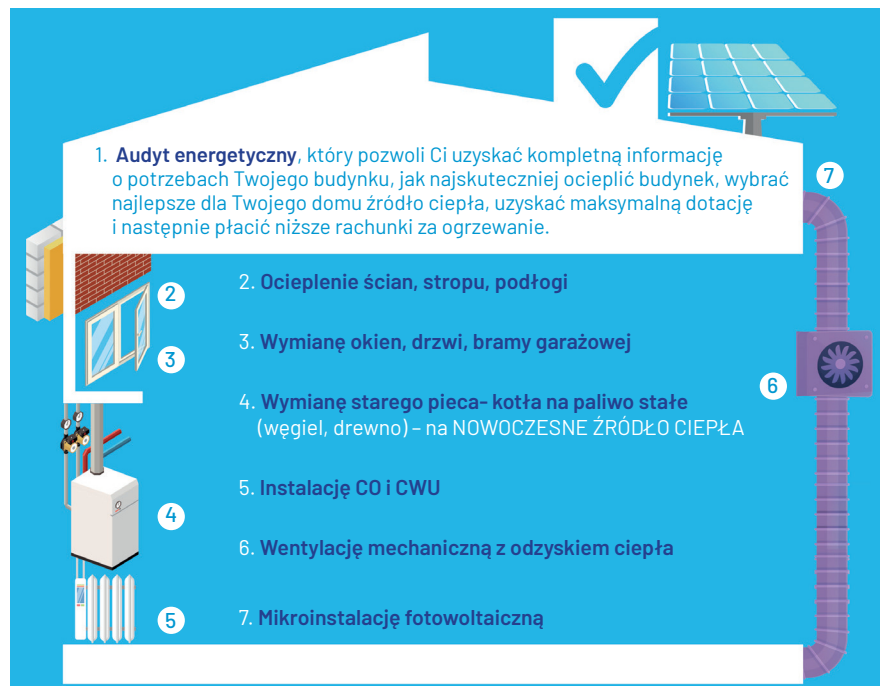 1. Audyt energetyczny, który pozwoli Ci uzyskać kompletną informację
o potrzebach Twojego budynku, jak najskuteczniej ocieplić budynek, wybrać
najlepsze dla Twojego domu źródło ciepła, uzyskać maksymalną dotację
i następnie płacić niższe rachunki za ogrzewanie.
7
2
2. Ocieplenie ścian, stropu, podłogi
3
3. Wymianę okien, drzwi, bramy garażowej
6
4. Wymianę starego pieca- kotła na paliwo stałe
(węgiel, drewno) – na NOWOCZESNE ŹRÓDŁO CIEPŁA
4
5. Instalację CO i CWU
6. Wentylację mechaniczną z odzyskiem ciepła
5
7. Mikroinstalację fotowoltaiczną